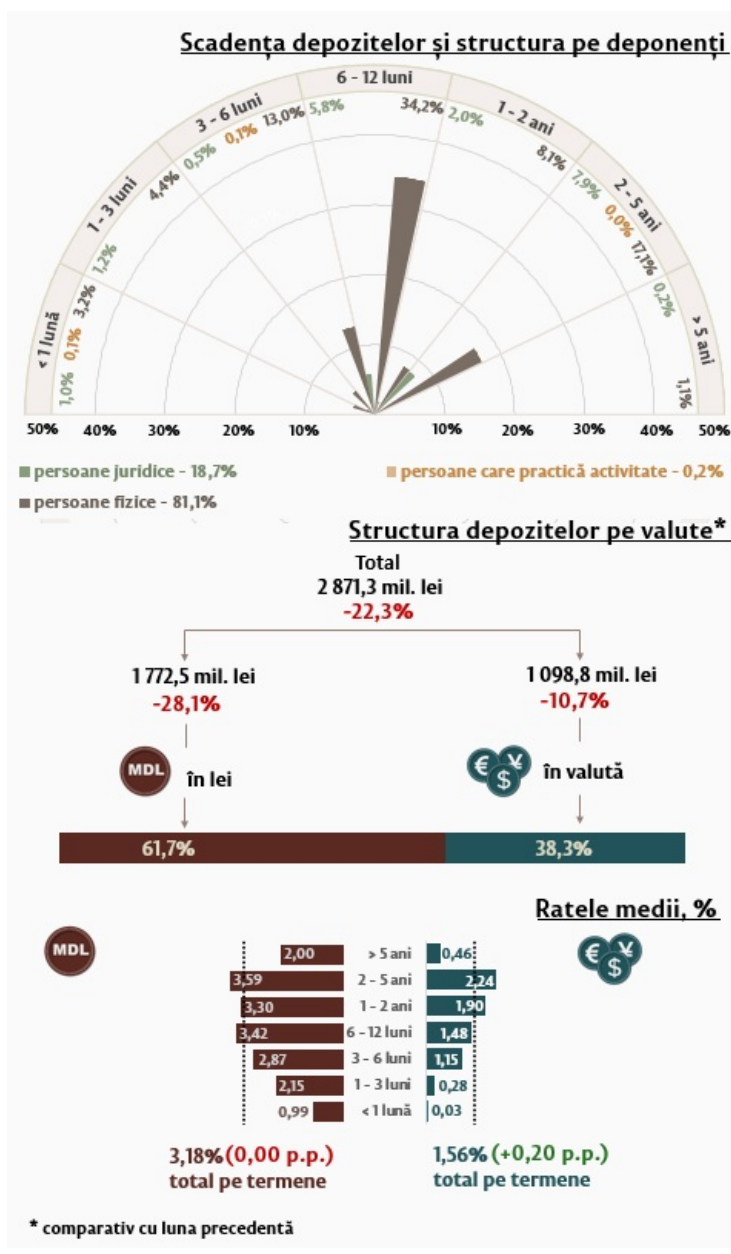 Scadența depozitelor și structura pe deponenți
6 - 12 luni
3 - 6 luni
1 - 2 ani
1 - 3 luni
2 - 5 ani
< 1 lună
> 5 ani
1,0% 0,1% 3,2%
1,2% 4,4%
0,5% 0,1% 13,0%
5,8% 34,2%
2,0% 8,1%
7,9% 0,0% 17,1%
0,2% 1,1%
50% 40% 30% 20% 10% 10% 20% 30% 40% 50%
persoane juridice - 18,7%
persoane care practică activitate - 0,2%
persoane fizice - 81,1%
Structura depozitelor pe valute*
Total
2 871,3 mil. lei
-22,3%
1 772,5 mil. lei
-28,1%
1 098,8 mil. lei
-10,7%
MDL
în lei
€ ¥ $
în valută
61,7% 38,3%
Ratele medii, %
MDL
€ ¥ $
2,00 > 5 ani 0,46
3,59 2 - 5 ani 2,24
3,30 1 - 2 ani 1,90
3,42 6 - 12 luni 1,48
2,87 3 - 6 luni 1,15
2,15 1 - 3 luni 0,28
0,99 < 1 lună 0,03
3,18% (0,00 p.p.)
total pe termene
1,56% (+0,20 p.p.)
total pe termene
* comparativ cu luna precedentă